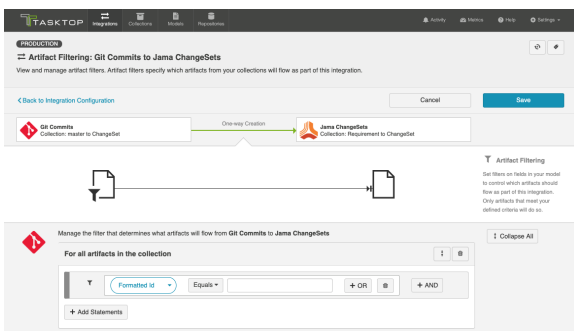 TASKTOP
Integrations
Collections
Models
Repositories
Activity
Metrics
Help
Settings
PRODUCTION
Artifact Filtering: Git Commits to Jama ChangeSets
View and manage artifact filters. Artifact filters specify which artifacts from your collections will flow as part of this integration.
Back to Integration Configuration
Cancel
Save
Git Commits
Collection: master to ChangeSet
One-way Creation
Jama ChangeSets
Collection: Requirement to ChangeSet
Artifact Filtering
Set filters on fields in your model
to control which artifacts should
flow as part of this integration.
Only artifacts that meet your
defined criteria will do so.
Manage the filter that determines what artifacts will flow from Git Commits to Jama ChangeSets
Collapse All
For all artifacts in the collection
Formatted Id
Equals
+ OR
+ AND
+ Add Statements